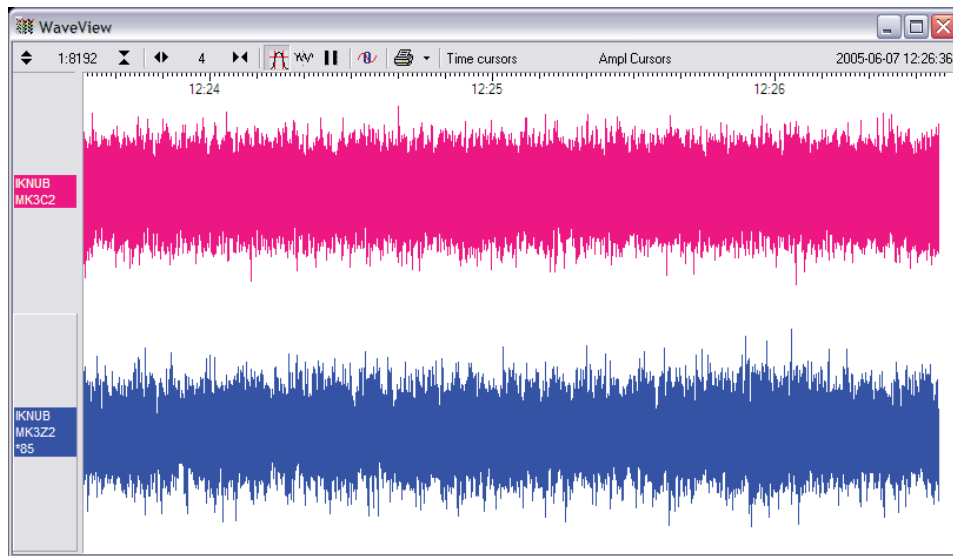 WaveView
1:8192 4 Time cursors Ampl Cursors 2005-06-07 12:26:36
12:24 12:25 12:26
IKNUB
MK3C2
IKNUB
MK3Z2
*85